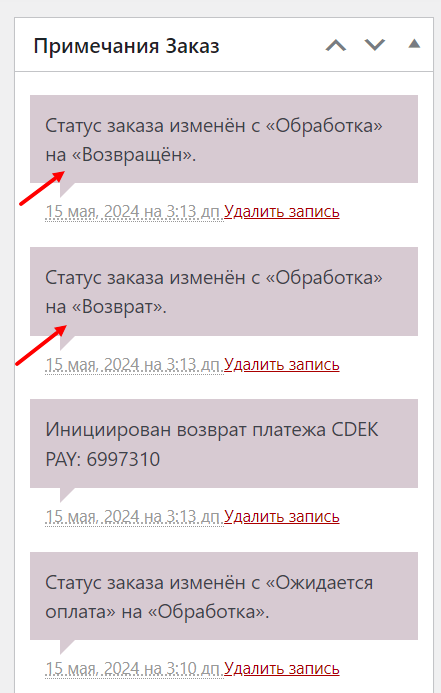 Примечания Заказ
Статус заказа изменён с «Обработка»
на «Возвращён».
15 мая, 2024 на 3:13 дп Удалить запись
Статус заказа изменён с «Обработка»
на «Возврат».
15 мая, 2024 на 3:13 дп Удалить запись
Инициирован возврат платежа CDEK
PAY: 6997310
15 мая, 2024 на 3:13 дп Удалить запись
Статус заказа изменён с «Ожидается
оплата» на «Обработка».
15 мая, 2024 на 3:10 дп Удалить запись